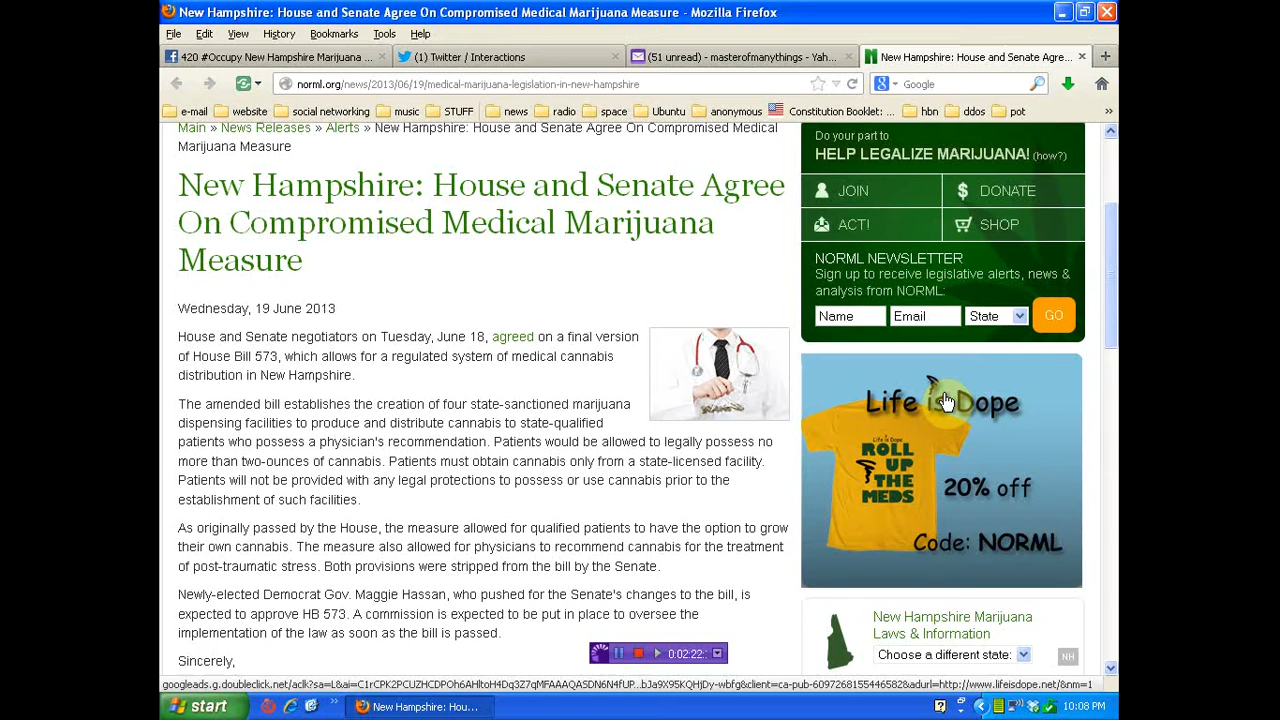 New Hampshire: House and Senate Agree On Compromised Medical Marijuana Measure - Mozilla Firefox
File Edit View History Bookmarks Tools Help
420 #Occupy New Hampshire Marijuana ...
(1) Twitter / Interactions
(51 unread) - masterofmanythings - Yah...
New Hampshire: House and Senate Agre...
norml.org/news/2013/06/19/medical-marijuana-legislation-in-new-hampshire
Google
e-mail website social networking music STUFF news radio space Ubuntu anonymous Constitution Booklet: ... hbn ddos pot
Main » News Releases » Alerts » New Hampshire: House and Senate Agree On Compromised Medical
Marijuana Measure
New Hampshire: House and Senate Agree
On Compromised Medical Marijuana
Measure
Wednesday, 19 June 2013
House and Senate negotiators on Tuesday, June 18, agreed on a final version
of House Bill 573, which allows for a regulated system of medical cannabis
distribution in New Hampshire.
The amended bill establishes the creation of four state-sanctioned marijuana
dispensing facilities to produce and distribute cannabis to state-qualified
patients who possess a physician's recommendation. Patients would be allowed to legally possess no
more than two-ounces of cannabis. Patients must obtain cannabis only from a state-licensed facility.
Patients will not be provided with any legal protections to possess or use cannabis prior to the
establishment of such facilities.
As originally passed by the House, the measure allowed for qualified patients to have the option to grow
their own cannabis. The measure also allowed for physicians to recommend cannabis for the treatment
of post-traumatic stress. Both provisions were stripped from the bill by the Senate.
Newly-elected Democrat Gov. Maggie Hassan, who pushed for the Senate's changes to the bill, is
expected to approve HB 573. A commission is expected to be put in place to oversee the
implementation of the law as soon as the bill is passed.
Sincerely,
Do your part to
HELP LEGALIZE MARIJUANA! (how?)
JOIN
$ DONATE
ACT!
SHOP
NORML NEWSLETTER
Sign up to receive legislative alerts, news &
analysis from NORML:
Name Email State GO
Life is Dope
Life is Dope
ROLL
UP
THE
MEDS
20% off
Code: NORML
New Hampshire Marijuana
Laws & Information
Choose a different state:
NH
0:02:22:
start
New Hampshire: Hou...
10:08 PM